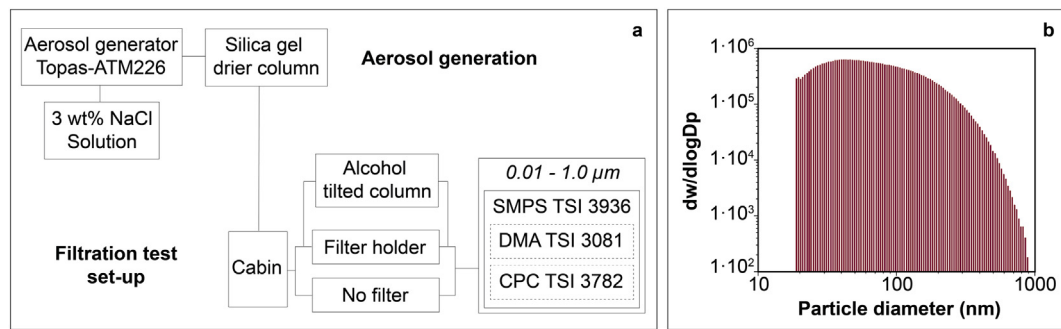 a
Aerosol generator
Topas-ATM226
Silica gel
drier column
Aerosol generation
3 wt% NaCl
Solution
Alcohol
tilted column
0.01 - 1.0 μm
SMPS TSI 3936
Filtration test
set-up
Cabin
Filter holder
DMA TSI 3081
No filter
CPC TSI 3782
b
1·10⁶
1·10⁵
1·10⁴
1·10³
1·10²
dw/dlogDp
10
100
1000
Particle diameter (nm)